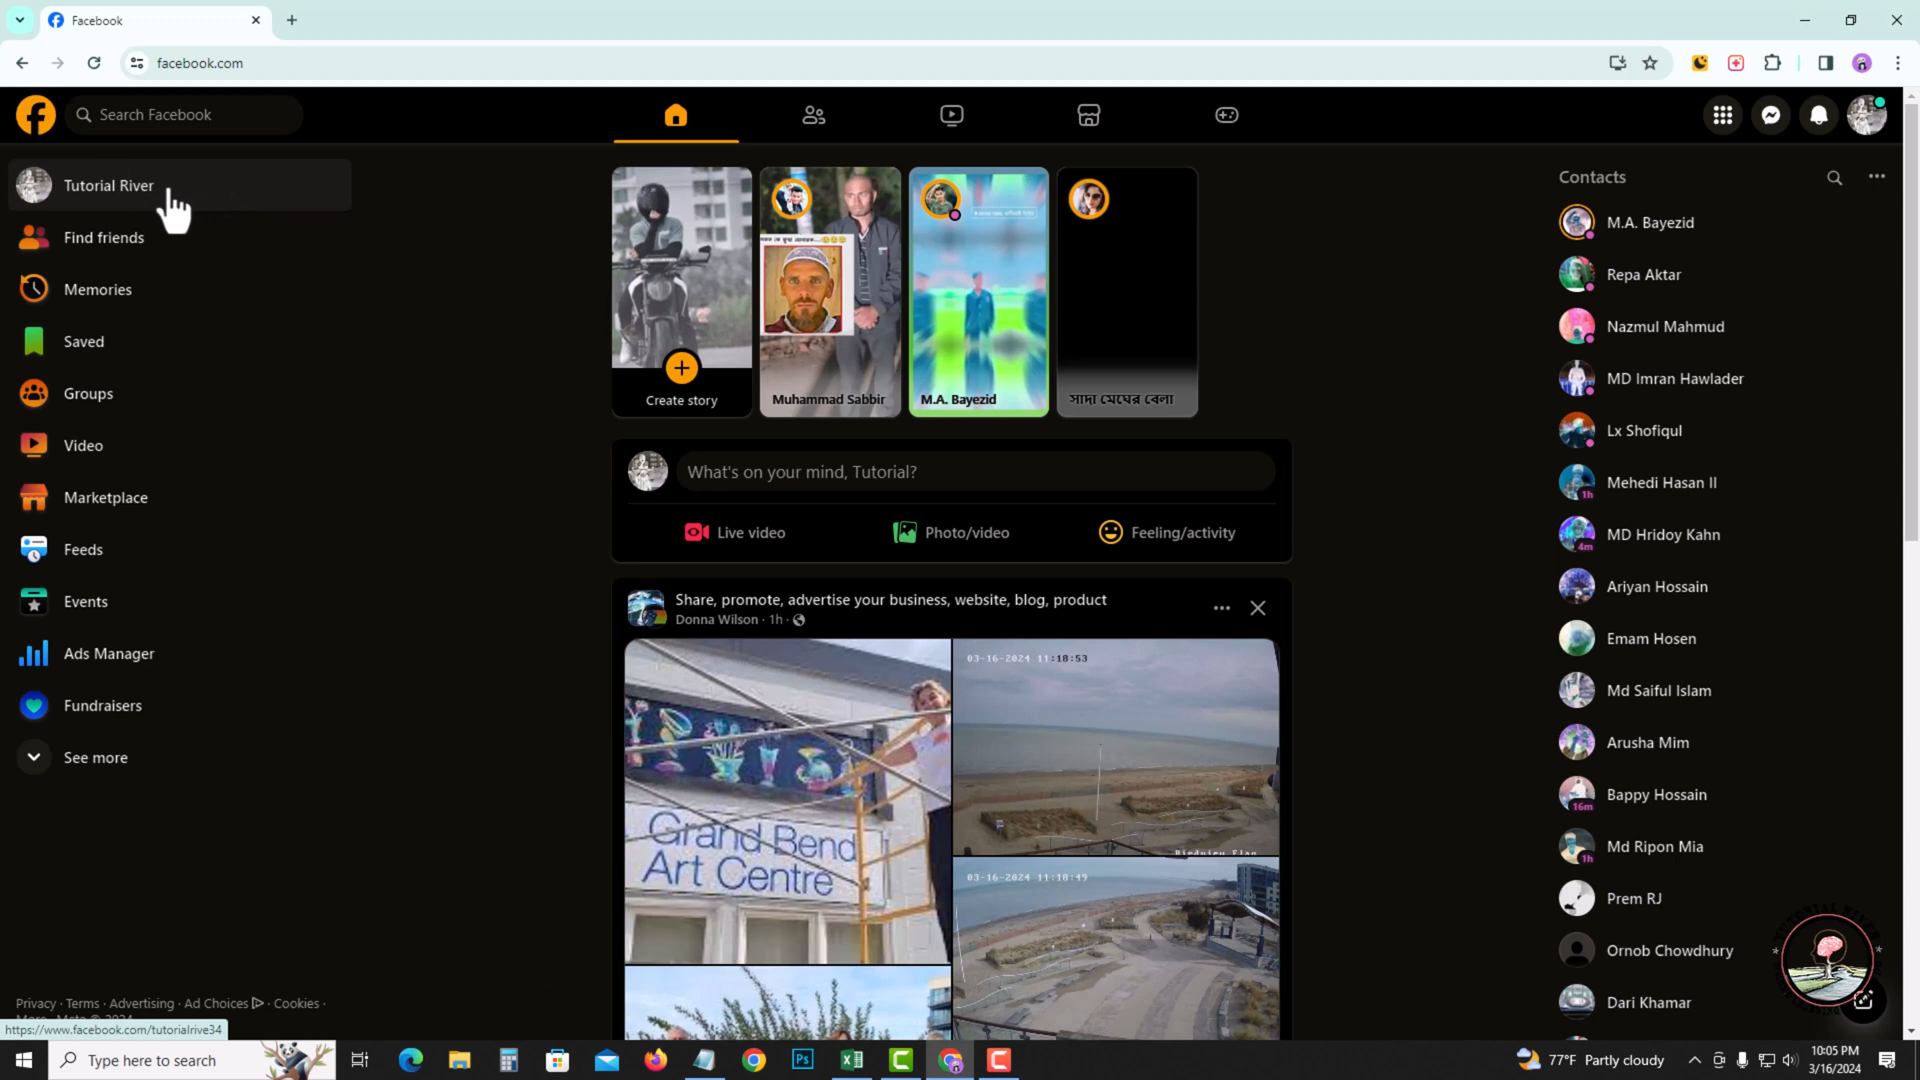 Facebook
facebook.com
Search Facebook
Tutorial River
Find friends
Memories
Saved
Groups
Video
Marketplace
Feeds
Events
Ads Manager
Fundraisers
See more
Privacy · Terms · Advertising · Ad Choices · Cookies ·
https://www.facebook.com/tutorialrive34
Create story
Muhammad Sabbir
M.A. Bayezid
সাদা মেঘের বেলা
What's on your mind, Tutorial?
Live video
Photo/video
Feeling/activity
Share, promote, advertise your business, website, blog, product
Donna Wilson · 1h ·
Grand Bend
Art Centre
03-16-2024 11:18:53
03-16-2024 11:18:49
Contacts
M.A. Bayezid
Repa Aktar
Nazmul Mahmud
MD Imran Hawlader
Lx Shofiqul
Mehedi Hasan II
1h
MD Hridoy Kahn
4m
Ariyan Hossain
Emam Hosen
Md Saiful Islam
Arusha Mim
Bappy Hossain
16m
Md Ripon Mia
1h
Prem RJ
Ornob Chowdhury
Dari Khamar
Type here to search
Ps
77°F Partly cloudy
10:05 PM
3/16/2024